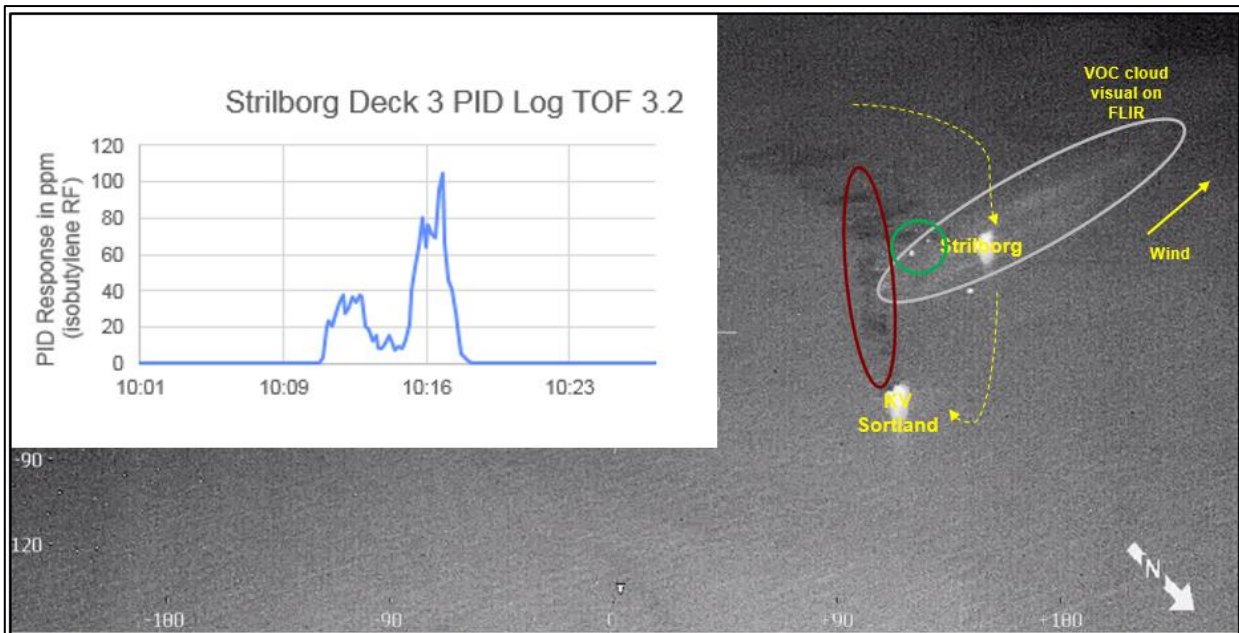 Strilborg Deck 3 PID Log TOF 3.2
PID Response in ppm
(isobutylene RF)
120
100
80
60
40
20
0
10:01
10:09
10:16
10:23
VOC cloud
visual on
FLIR
Strilborg
Wind
KV
Sortland
-90
120
-180
-90
0
+90
+180
N